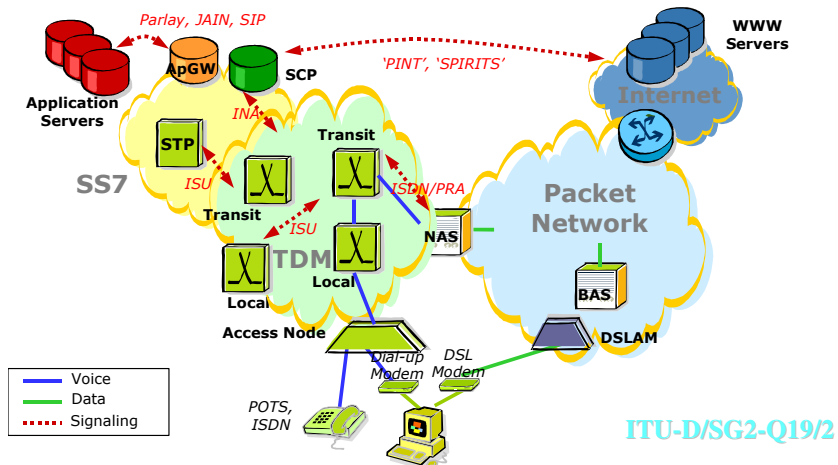 Parlay, JAIN, SIP
WWW
Servers
ApGW
SCP
'PINT', 'SPIRITS'
Application
Servers
Internet
INA
Transit
STP
SS7
ISU
ISDN/PRA
Packet
Network
Transit
ISU
NAS
TDM
Local
BAS
Local
Access Node
DSLAM
Dial-up
Modem
DSL
Modem
Voice
Data
Signaling
POTS,
ISDN
ITU-D/SG2-Q19/2